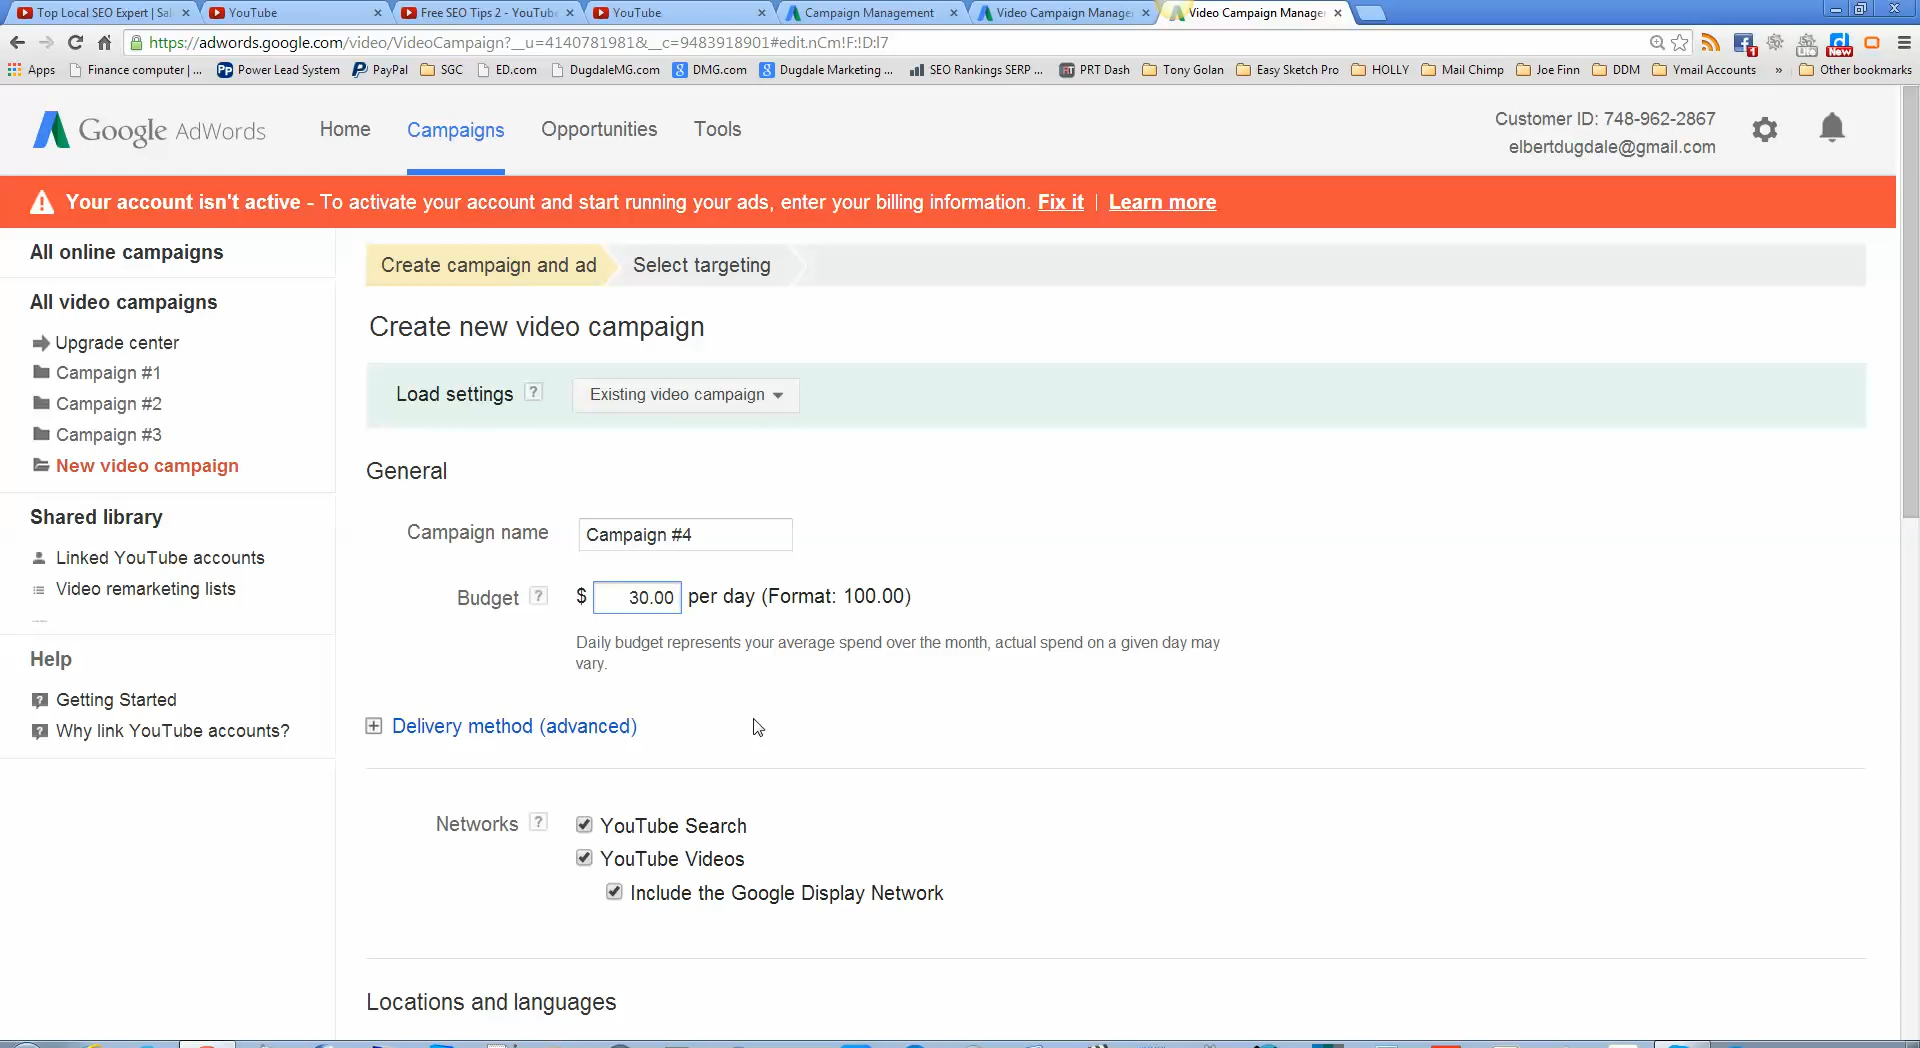 Top Local SEO Expert | Sal
YouTube
Free SEO Tips 2 - YouTube
YouTube
Campaign Management
Video Campaign Manage
Video Campaign Manage
https://adwords.google.com/video/VideoCampaign?__u=4140781981&__c=9483918901#edit.nCm!F:!D:l7
1
New
Apps
Finance computer | ...
Pp Power Lead System
PayPal
SGC
ED.com
DugdaleMG.com
8 DMG.com
8 Dugdale Marketing ...
SEO Rankings SERP ...
PRT Dash
Tony Golan
Easy Sketch Pro
HOLLY
Mail Chimp
Joe Finn
DDM
Ymail Accounts
»
Other bookmarks
Google AdWords
Home
Campaigns
Opportunities
Tools
Customer ID: 748-962-2867
elbertdugdale@gmail.com
Your account isn't active - To activate your account and start running your ads, enter your billing information. Fix it | Learn more
All online campaigns
All video campaigns
Upgrade center
Campaign #1
Campaign #2
Campaign #3
New video campaign
Shared library
Linked YouTube accounts
Video remarketing lists
Help
? Getting Started
? Why link YouTube accounts?
Create campaign and ad
Select targeting
Create new video campaign
Load settings ?
Existing video campaign
General
Campaign name
Campaign #4
Budget ?
$ 30.00 per day (Format: 100.00)
Daily budget represents your average spend over the month, actual spend on a given day may
vary.
Delivery method (advanced)
Networks ?
YouTube Search
YouTube Videos
Include the Google Display Network
Locations and languages